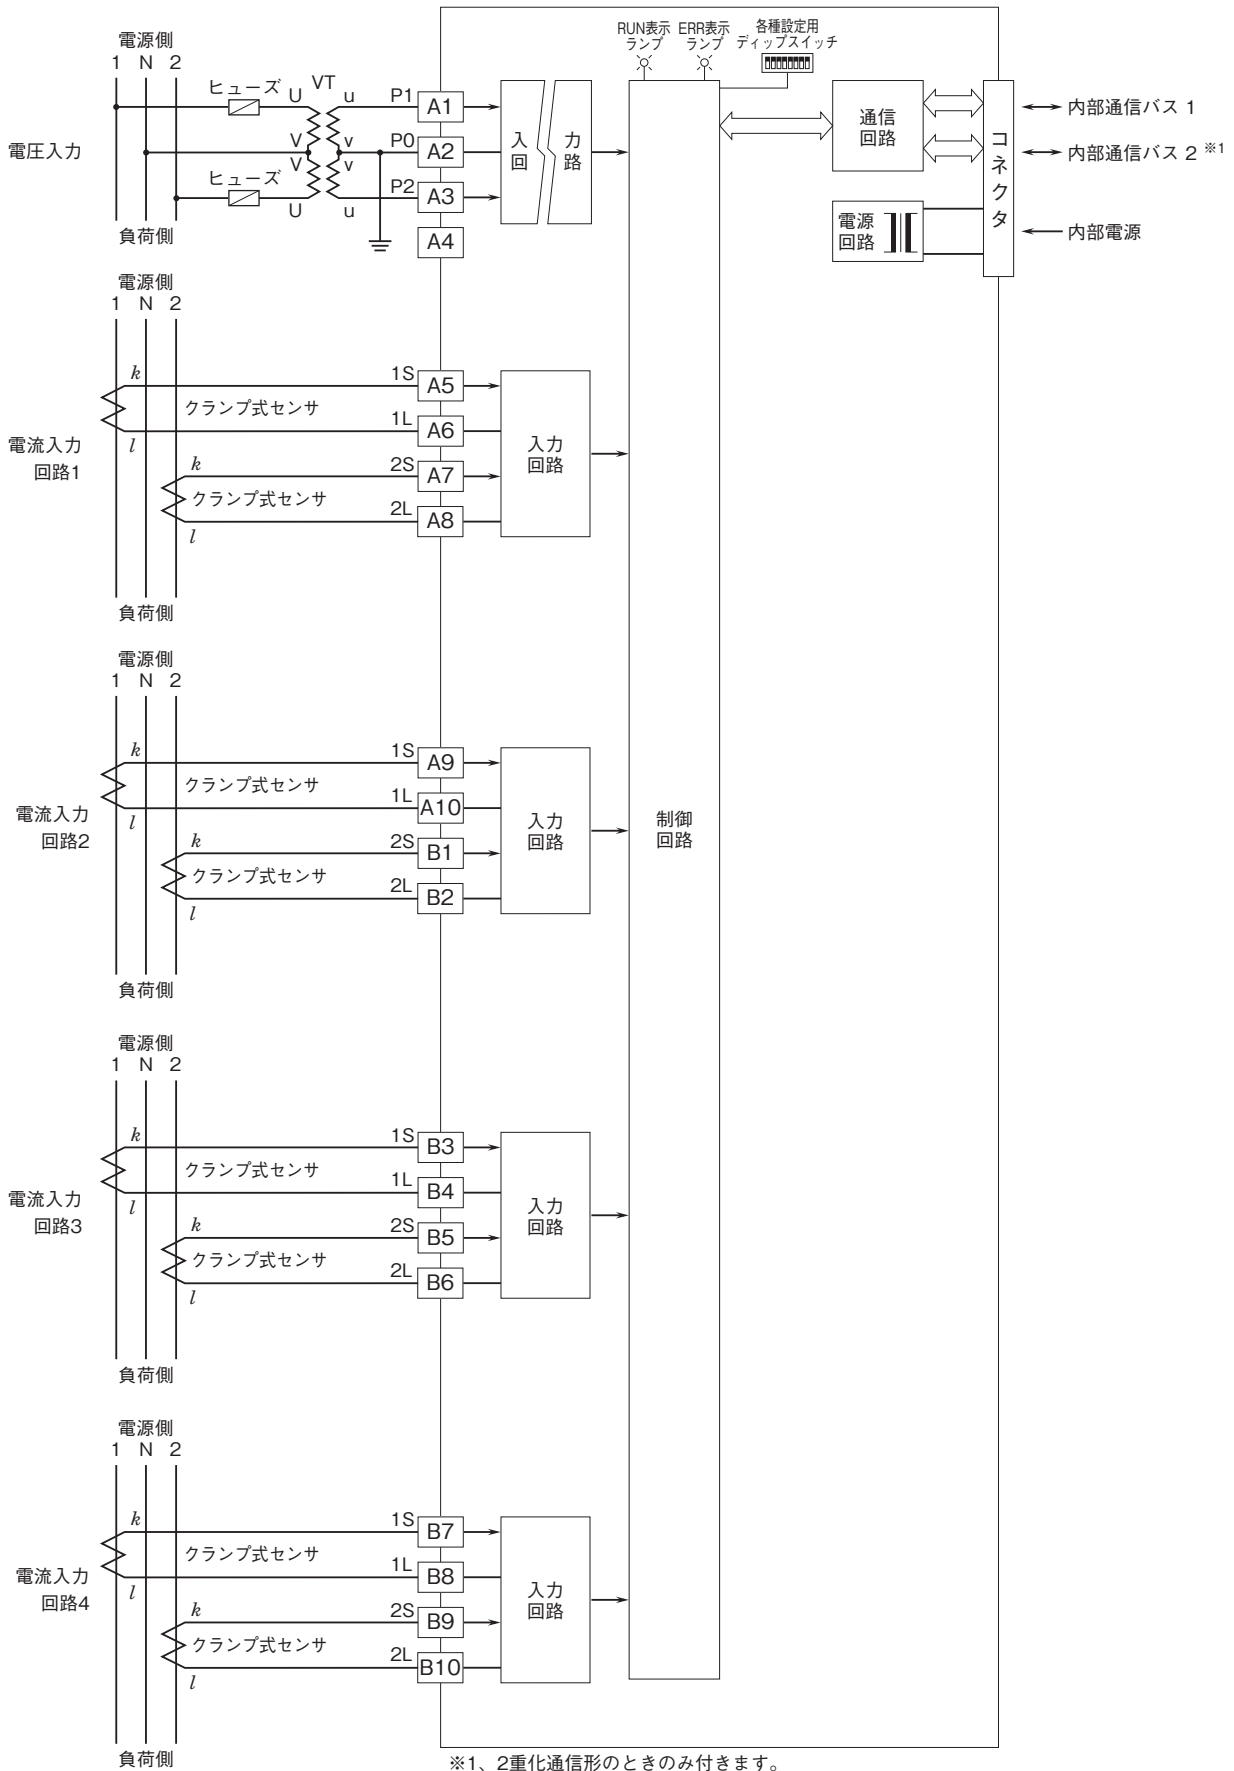 RUN表示
ランプ
ERR表示
ランプ
各種設定用
ディップスイッチ
電源側
1 N 2
ヒューズ
U
VT
u
P1
A1
電圧入力
V
V
v
v
P0
A2
ヒューズ
U
u
P2
A3
A4
負荷側
入力
回路
通信
回路
電源
回路
コネクタ
内部通信バス 1
内部通信バス 2 ※1
内部電源
電源側
1 N 2
電流入力
回路1
k
クランプ式センサ
l
1S
A5
1L
A6
k
クランプ式センサ
l
2S
A7
2L
A8
入力
回路
負荷側
電源側
1 N 2
電流入力
回路2
k
クランプ式センサ
l
1S
A9
1L
A10
k
クランプ式センサ
l
2S
B1
2L
B2
入力
回路
制御
回路
負荷側
電源側
1 N 2
電流入力
回路3
k
クランプ式センサ
l
1S
B3
1L
B4
k
クランプ式センサ
l
2S
B5
2L
B6
入力
回路
負荷側
電源側
1 N 2
電流入力
回路4
k
クランプ式センサ
l
1S
B7
1L
B8
k
クランプ式センサ
l
2S
B9
2L
B10
入力
回路
負荷側
※1、2重化通信形のときのみ付きます。